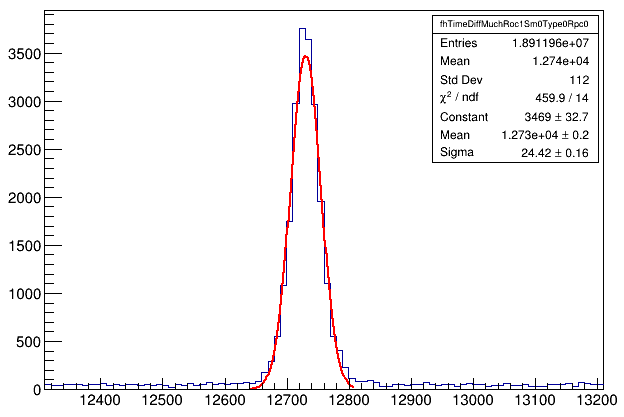 fhTimeDiffMuchRoc1Sm0Type0Rpc0
Entries 1.891196e+07
Mean 1.274e+04
Std Dev 112
χ² / ndf 459.9 / 14
Constant 3469 ± 32.7
Mean 1.273e+04 ± 0.2
Sigma 24.42 ± 0.16
3500
3000
2500
2000
1500
1000
500
0
12400 12500 12600 12700 12800 12900 13000 13100 13200